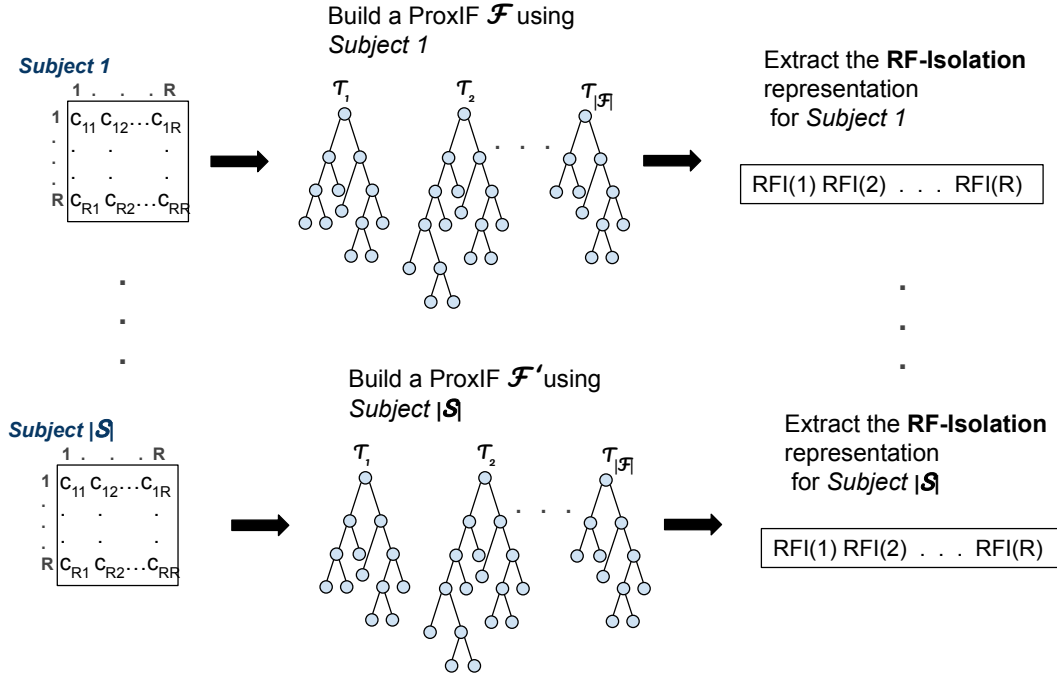 Build a ProxIF ℱ using
Subject 1
Subject 1
1 . . . R
1
.
.
.
R
C11 C12...C1R
. . .
. . .
CR1 CR2...CRR
𝒯1
𝒯2
. . .
𝒯|ℱ|
Extract the RF-Isolation
representation
for Subject 1
RFI(1) RFI(2) . . . RFI(R)
.
.
.
.
.
.
Build a ProxIF ℱ' using
Subject |𝓢|
Subject |𝓢|
1 . . . R
1
.
.
.
R
C11 C12...C1R
. . .
. . .
CR1 CR2...CRR
𝒯1
𝒯2
. . .
𝒯|ℱ|
Extract the RF-Isolation
representation
for Subject |𝓢|
RFI(1) RFI(2) . . . RFI(R)